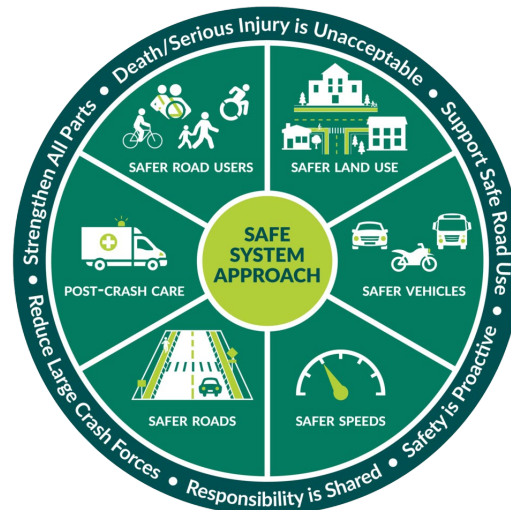 Death/Serious Injury is Unacceptable • Support Safe Road Use • Safety is Proactive • Responsibility is Shared • Reduce Large Crash Forces • Strengthen All Parts •
SAFER ROAD USERS
SAFER LAND USE
SAFE
SYSTEM
APPROACH
POST-CRASH CARE
SAFER VEHICLES
SAFER ROADS
SAFER SPEEDS